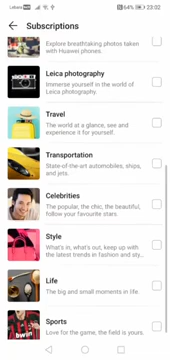 64%
23:02
Subscriptions
Explore breathtaking photos taken
with Huawei phones.
Leica photography
Immerse yourself in the world of
Leica photography.
Travel
The world at a glance, see and
experience it for yourself.
Transportation
State-of-the-art automobiles, ships,
and jets.
Celebrities
The popular, the chic, the beautiful,
follow your favourite stars.
Style
What's in, what's out, keep up with
the latest trends in fashion and sty...
Life
The big and small moments in life.
Sports
Love for the game, the field is yours.